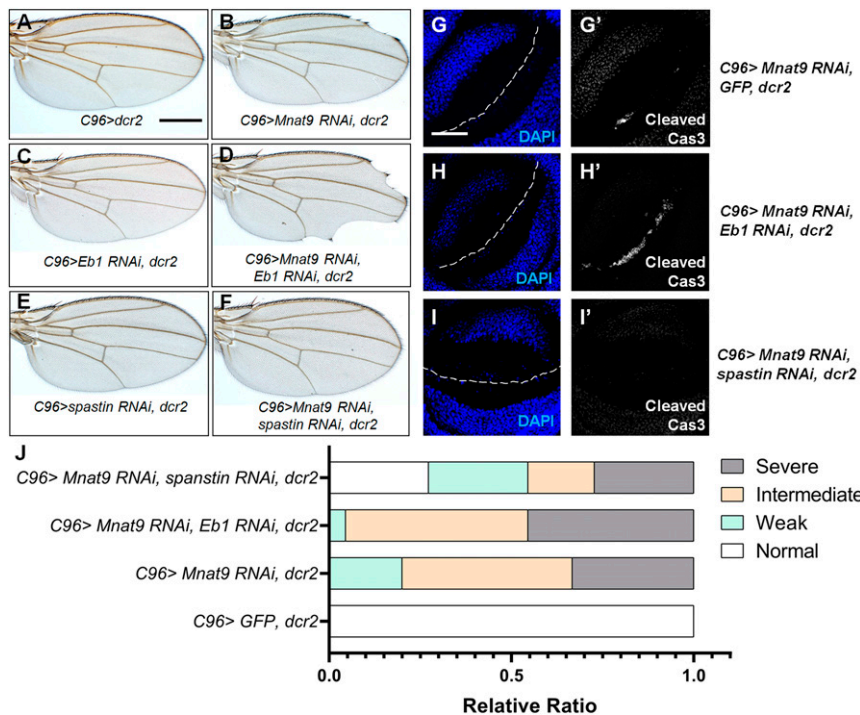 A
C96>dcr2
B
C96>Mnat9 RNAi, dcr2
C
C96>Eb1 RNAi, dcr2
D
C96>Mnat9 RNAi,
Eb1 RNAi, dcr2
E
C96>spastin RNAi, dcr2
F
C96>Mnat9 RNAi,
spastin RNAi, dcr2
G
DAPI
G'
Cleaved
Cas3
C96> Mnat9 RNAi,
GFP, dcr2
H
DAPI
H'
Cleaved
Cas3
C96> Mnat9 RNAi,
Eb1 RNAi, dcr2
I
DAPI
I'
Cleaved
Cas3
C96> Mnat9 RNAi,
spastin RNAi, dcr2
J
C96> Mnat9 RNAi, spanstin RNAi, dcr2
C96> Mnat9 RNAi, Eb1 RNAi, dcr2
C96> Mnat9 RNAi, dcr2
C96> GFP, dcr2
0.0
0.5
1.0
Relative Ratio
Severe
Intermediate
Weak
Normal